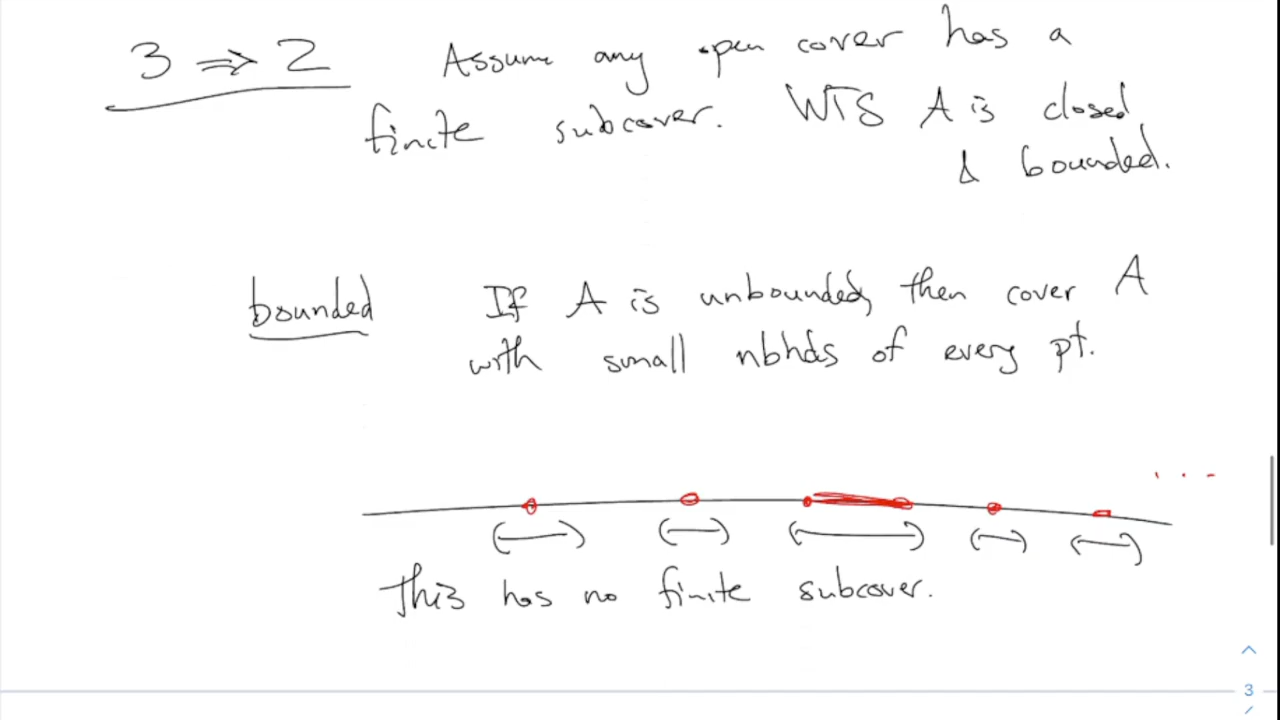 3 ⇒ 2 Assume any open cover has a
finite subcover. WTS A is closed
& bounded.
bounded If A is unbounded, then cover A
with small nbhds of every pt.
. . .
This has no finite subcover.
3